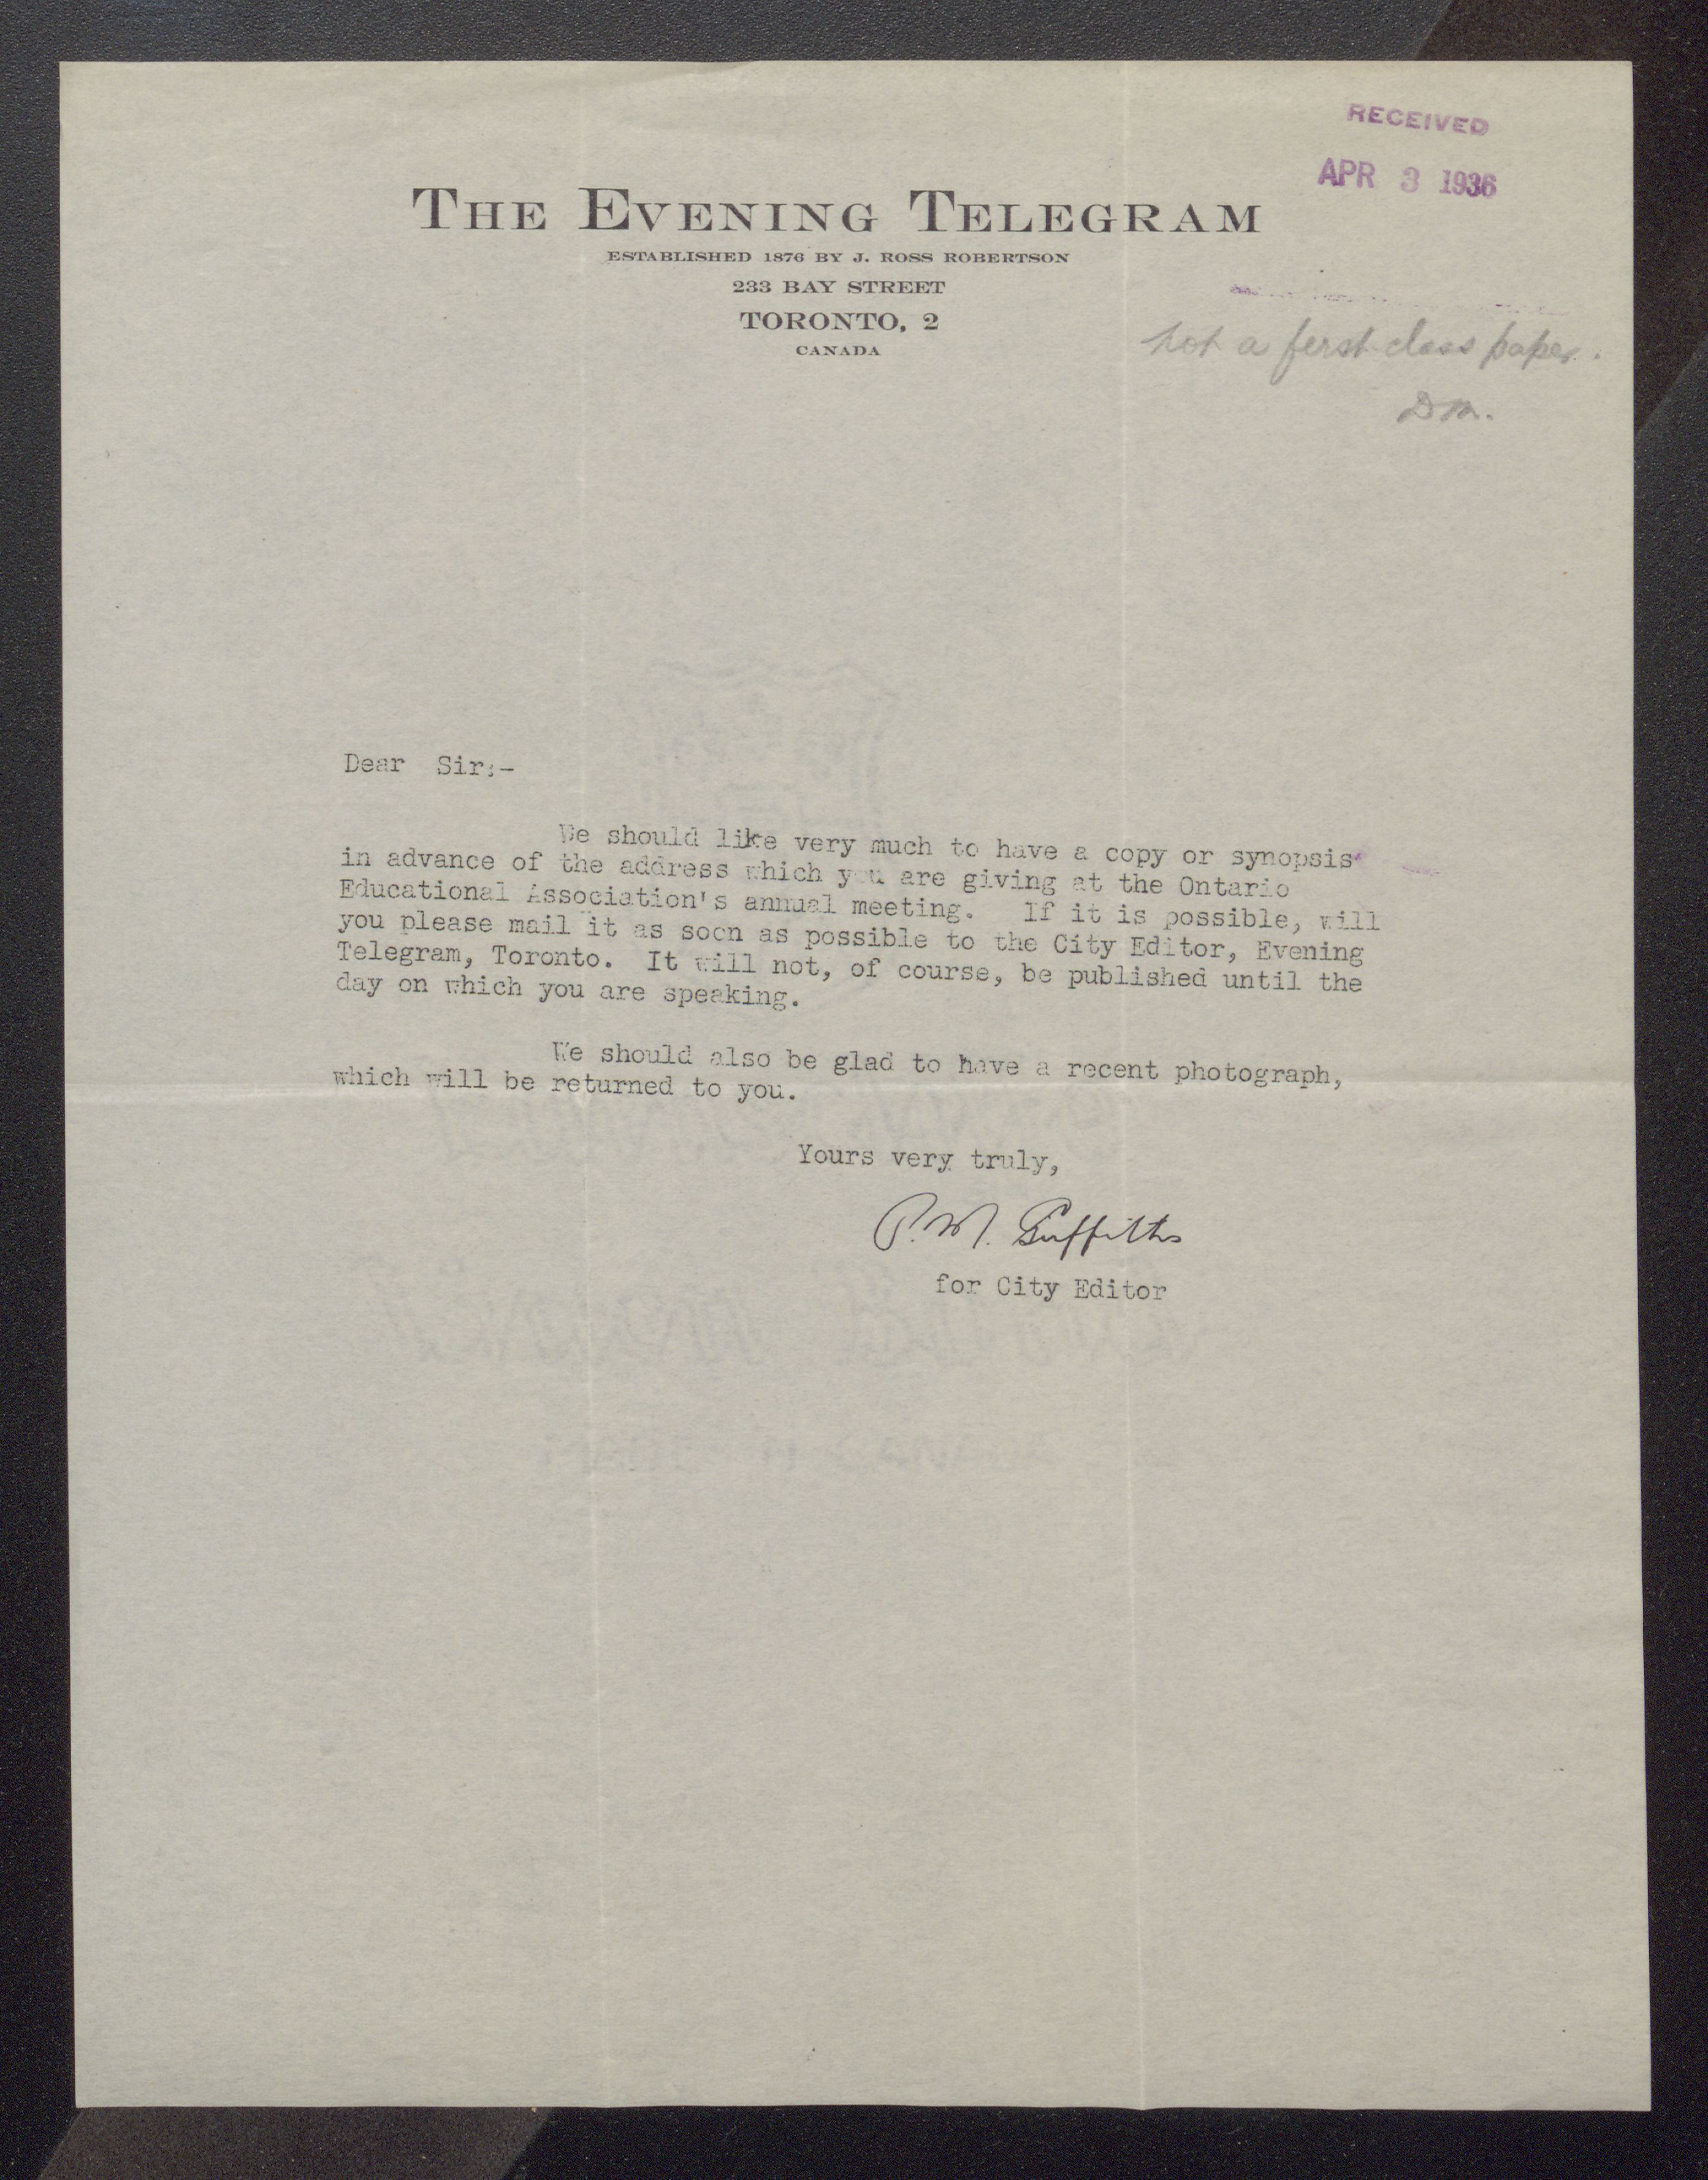 RECEIVED
APR 3 1936
THE EVENING TELEGRAM
ESTABLISHED 1876 BY J. ROSS ROBERTSON
233 BAY STREET
TORONTO, 2
CANADA
not a first class paper.
DM.
Dear Sir:-
We should like very much to have a copy or synopsis
in advance of the address which you are giving at the Ontario
Educational Association's annual meeting. If it is possible, will
you please mail it as soon as possible to the City Editor, Evening
Telegram, Toronto. It will not, of course, be published until the
day on which you are speaking.
We should also be glad to have a recent photograph,
which will be returned to you.
Yours very truly,
P.M. Griffiths
for City Editor